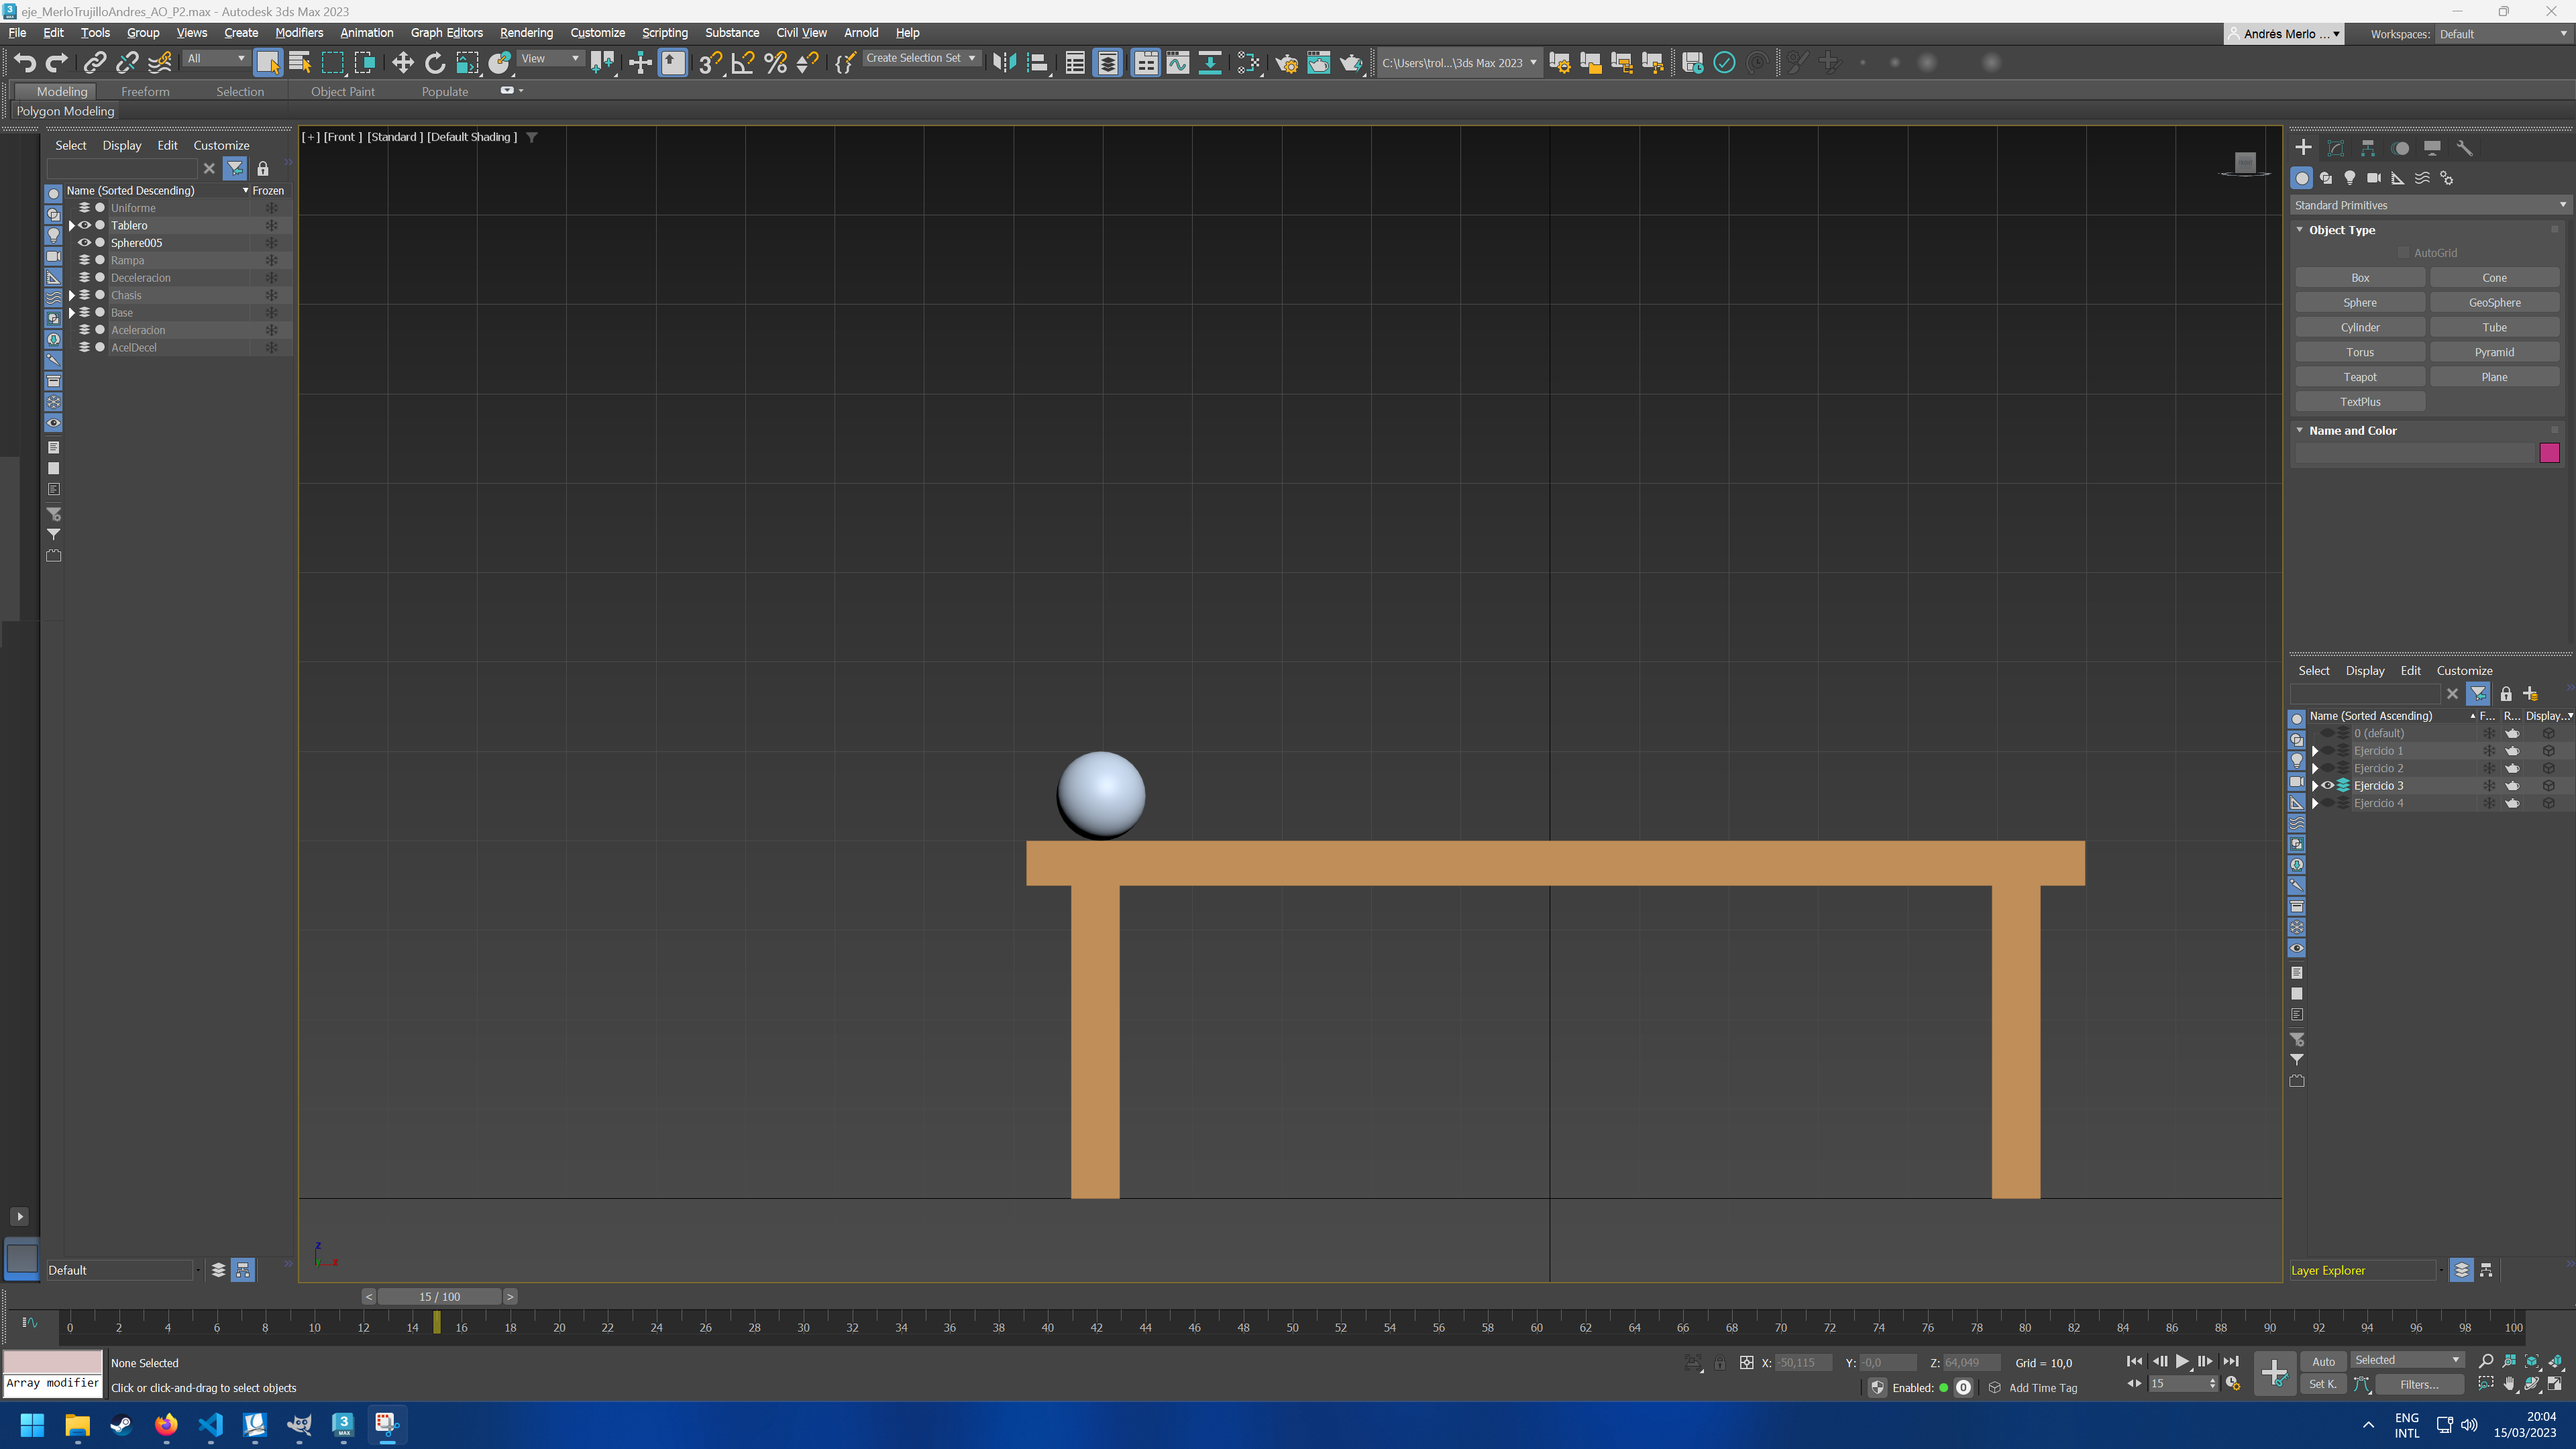 eje_MerloTrujilloAndres_AO_P2.max - Autodesk 3ds Max 2023
File Edit Tools Group Views Create Modifiers Animation Graph Editors Rendering Customize Scripting Substance Civil View Arnold Help
Andrés Merlo ... Workspaces: Default
All View Create Selection Set C:\Users\trol...\3ds Max 2023
Modeling Freeform Selection Object Paint Populate
Polygon Modeling
Select Display Edit Customize
Name (Sorted Descending) Frozen
Uniforme
Tablero
Sphere005
Rampa
Deceleracion
Chasis
Base
Aceleracion
AcelDecel
Default
[+] [Front ] [Standard ] [Default Shading ]
z
x
Standard Primitives
Object Type
AutoGrid
Box Cone
Sphere GeoSphere
Cylinder Tube
Torus Pyramid
Teapot Plane
TextPlus
Name and Color
Select Display Edit Customize
Name (Sorted Ascending) F... R... Display...
0 (default)
Ejercicio 1
Ejercicio 2
Ejercicio 3
Ejercicio 4
Layer Explorer
< 15 / 100 >
0 2 4 6 8 10 12 14 16 18 20 22 24 26 28 30 32 34 36 38 40 42 44 46 48 50 52 54 56 58 60 62 64 66 68 70 72 74 76 78 80 82 84 86 88 90 92 94 96 98 100
Array modifier
None Selected
Click or click-and-drag to select objects
X: -50,115 Y: -0,0 Z: 64,049 Grid = 10,0
Enabled: 0 Add Time Tag
15
Auto Selected
Set K. Filters...
ENG
INTL
20:04
15/03/2023